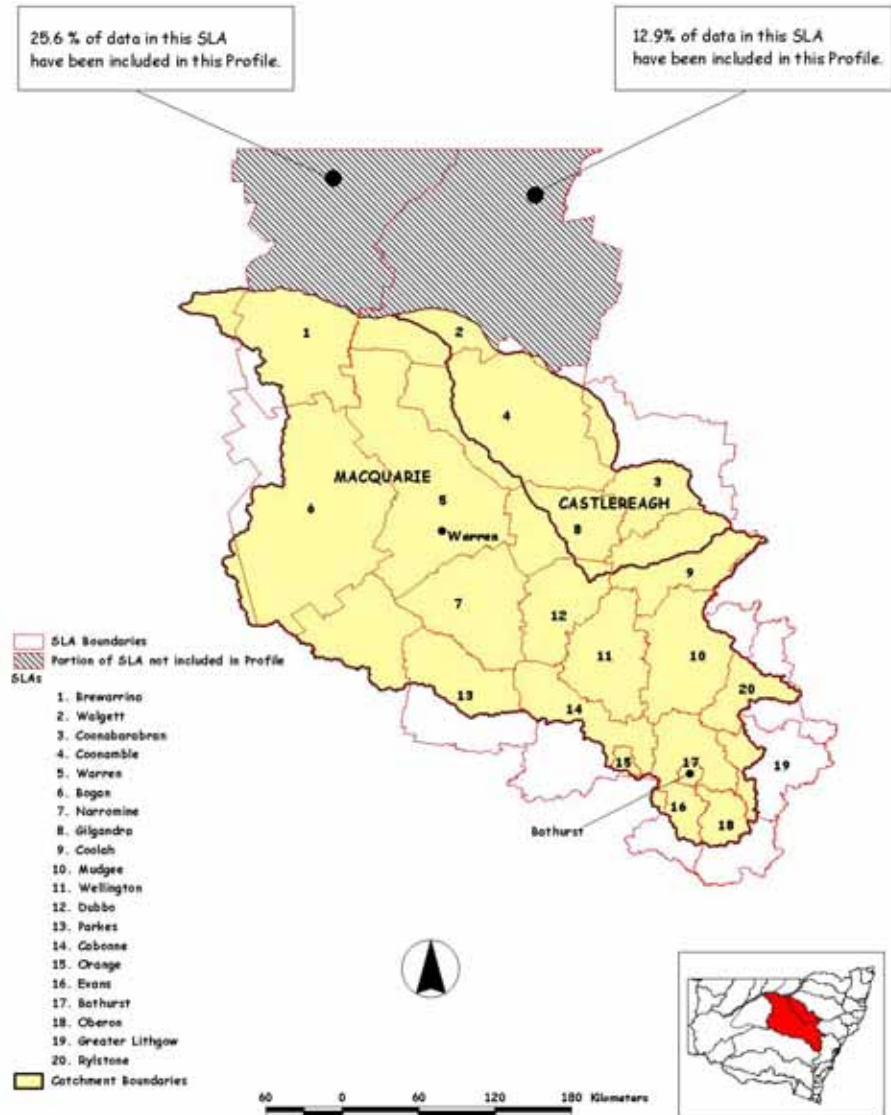 25.6 % of data in this SLA
have been included in this Profile.
12.9% of data in this SLA
have been included in this Profile.
1
2
4
3
MACQUARIE
CASTLEREAGH
6
5
8
Warren
9
7
12
11
10
20
13
14
15
17
19
16
18
Bathurst
SLA Boundaries
Portion of SLA not included in Profile
SLAs
1. Brewarrina
2. Walgett
3. Coonabarabran
4. Coonamble
5. Warren
6. Bogan
7. Narromine
8. Gilgandra
9. Coolah
10. Mudgee
11. Wellington
12. Dubbo
13. Parkes
14. Cabonne
15. Orange
16. Evans
17. Bathurst
18. Oberon
19. Greater Lithgow
20. Rylstone
Catchment Boundaries
60 0 60 120 180 Kilometers